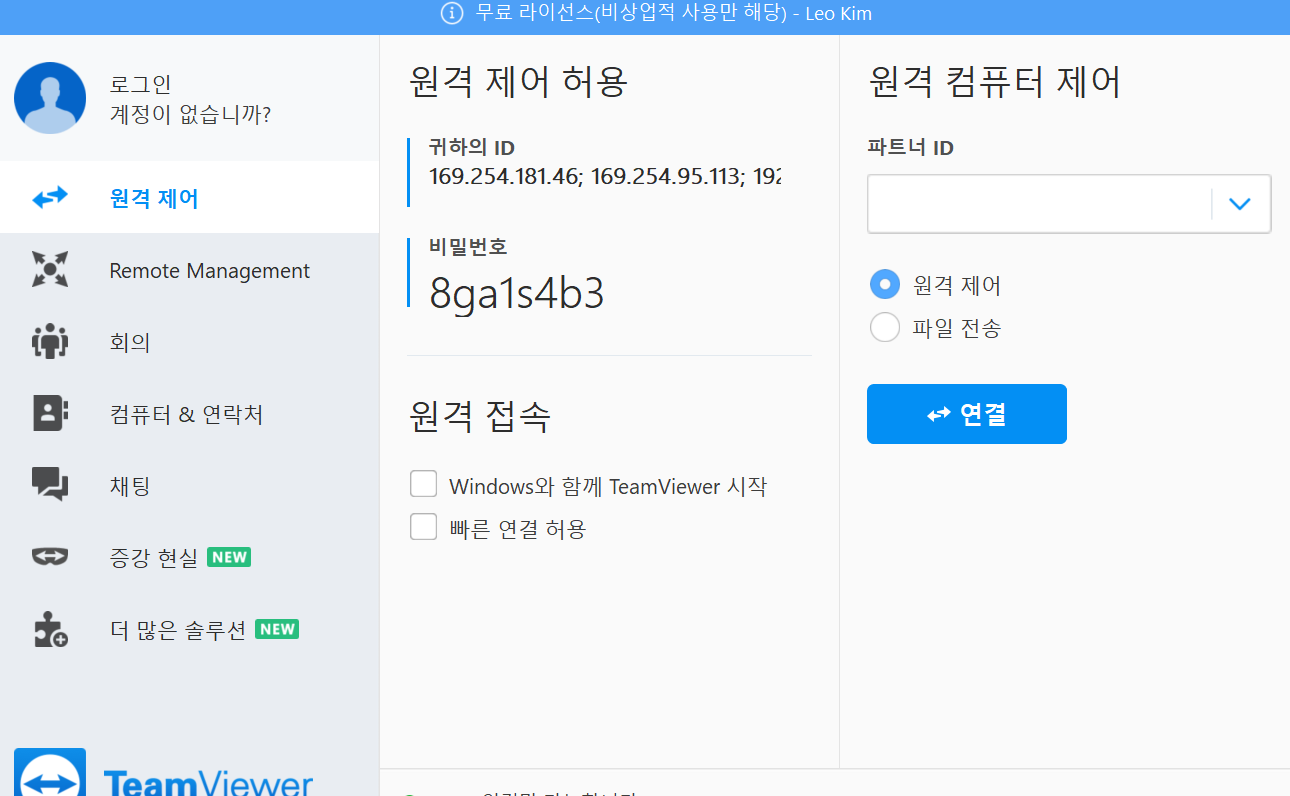 무료 라이선스(비상업적 사용만 해당) - Leo Kim
로그인
계정이 없습니까?
원격 제어
Remote Management
회의
컴퓨터 & 연락처
채팅
증강 현실 NEW
더 많은 솔루션 NEW
TeamViewer
원격 제어 허용
귀하의 ID
169.254.181.46; 169.254.95.113; 192
비밀번호
8ga1s4b3
원격 접속
Windows와 함께 TeamViewer 시작
빠른 연결 허용
원격 컴퓨터 제어
파트너 ID
원격 제어
파일 전송
연결